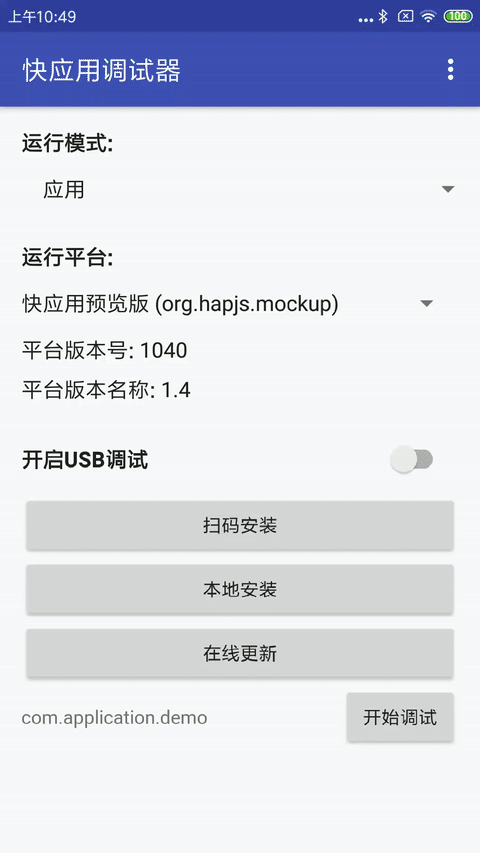 上午10:49
100
快应用调试器
运行模式:
应用
运行平台:
快应用预览版 (org.hapjs.mockup)
平台版本号: 1040
平台版本名称: 1.4
开启USB调试
扫码安装
本地安装
在线更新
com.application.demo
开始调试